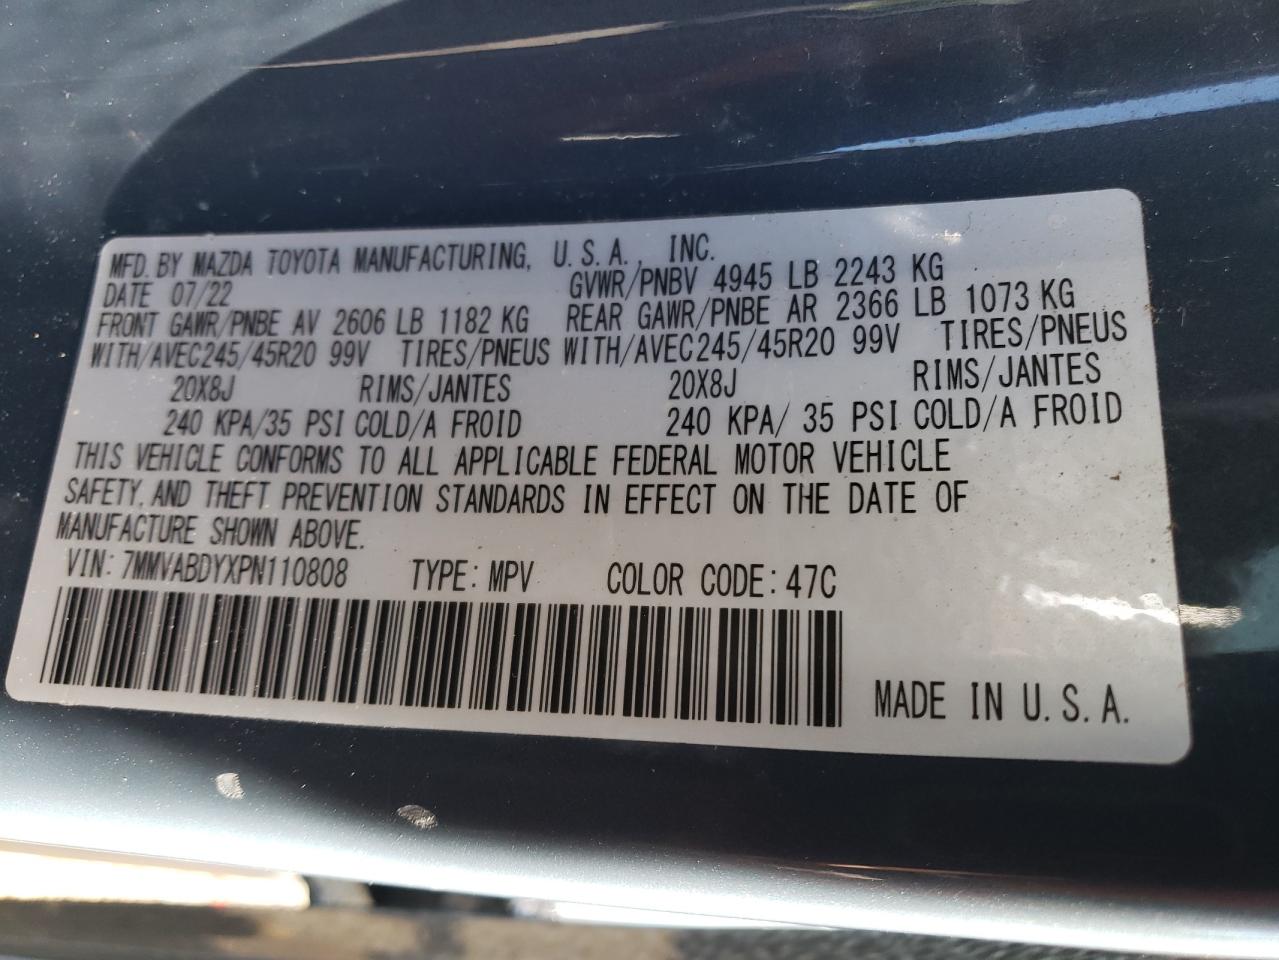 MFD. BY MAZDA TOYOTA MANUFACTURING, U.S.A., INC.
DATE 07/22 GVWR/PNBV 4945 LB 2243 KG
FRONT GAWR/PNBE AV 2606 LB 1182 KG REAR GAWR/PNBE AR 2366 LB 1073 KG
WITH/AVEC245/45R20 99V TIRES/PNEUS WITH/AVEC245/45R20 99V TIRES/PNEUS
20X8J RIMS/JANTES 20X8J RIMS/JANTES
240 KPA/35 PSI COLD/A FROID 240 KPA/ 35 PSI COLD/A FROID
THIS VEHICLE CONFORMS TO ALL APPLICABLE FEDERAL MOTOR VEHICLE
SAFETY, AND THEFT PREVENTION STANDARDS IN EFFECT ON THE DATE OF
MANUFACTURE SHOWN ABOVE.
VIN: 7MMVABDYXPN110808 TYPE: MPV COLOR CODE: 47C
MADE IN U.S.A.